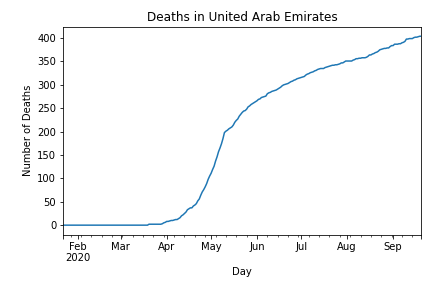 Deaths in United Arab Emirates
400
350
300
250
200
150
100
50
0
Number of Deaths
Feb Mar Apr May Jun Jul Aug Sep
2020
Day